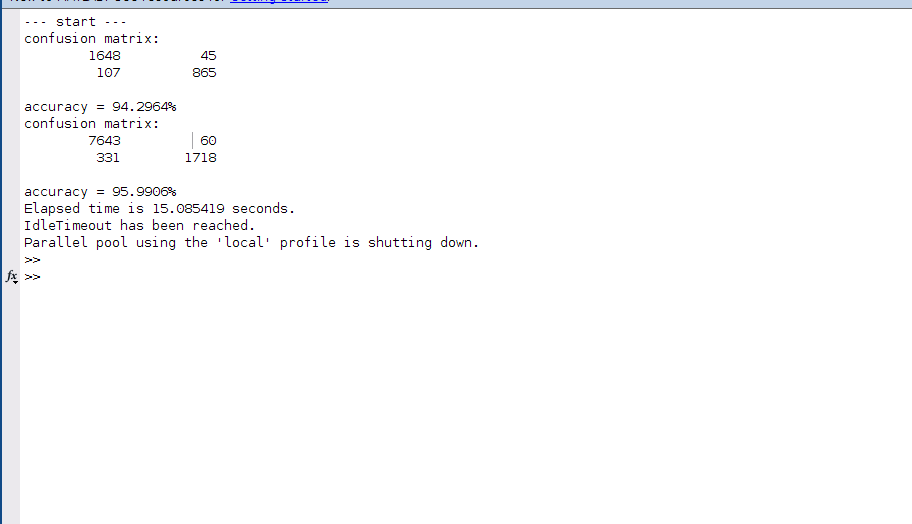 Getting Started.
--- start ---
confusion matrix:
1648 45
107 865
accuracy = 94.2964%
confusion matrix:
7643 60
331 1718
accuracy = 95.9906%
Elapsed time is 15.085419 seconds.
IdleTimeout has been reached.
Parallel pool using the 'local' profile is shutting down.
>>
fx >>